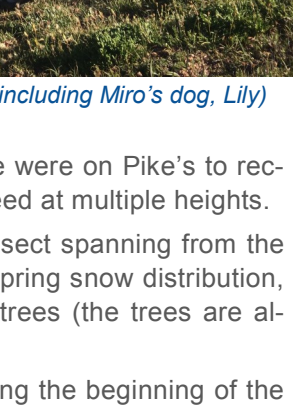 including Miro's dog, Lily)
e were on Pike's to rec-
eed at multiple heights.
sect spanning from the
pring snow distribution,
trees (the trees are al-
ng the beginning of the